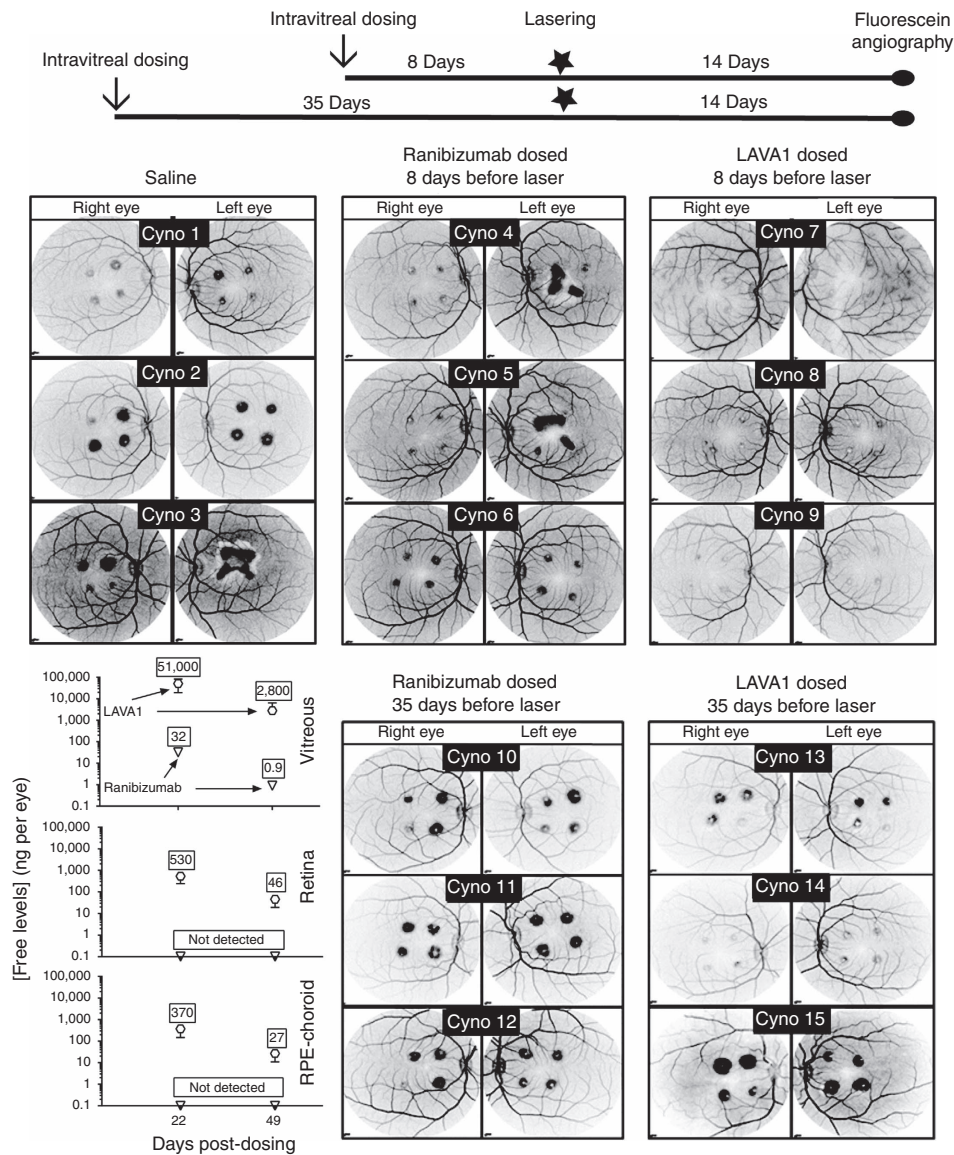 Intravitreal dosing
Lasering
Fluorescein
angiography
Intravitreal dosing
8 Days
14 Days
35 Days
14 Days
Saline
Ranibizumab dosed
8 days before laser
LAVA1 dosed
8 days before laser
Right eye
Left eye
Right eye
Left eye
Right eye
Left eye
Cyno 1
Cyno 4
Cyno 7
Cyno 2
Cyno 5
Cyno 8
Cyno 3
Cyno 6
Cyno 9
[Free levels] (ng per eye)
100,000
10,000
1,000
100
10
1
0.1
51,000
2,800
LAVA1
32
0.9
Ranibizumab
Vitreous
100,000
10,000
1,000
100
10
1
0.1
530
46
Not detected
Retina
100,000
10,000
1,000
100
10
1
0.1
370
27
Not detected
RPE-choroid
22
49
Days post-dosing
Ranibizumab dosed
35 days before laser
LAVA1 dosed
35 days before laser
Right eye
Left eye
Right eye
Left eye
Cyno 10
Cyno 13
Cyno 11
Cyno 14
Cyno 12
Cyno 15